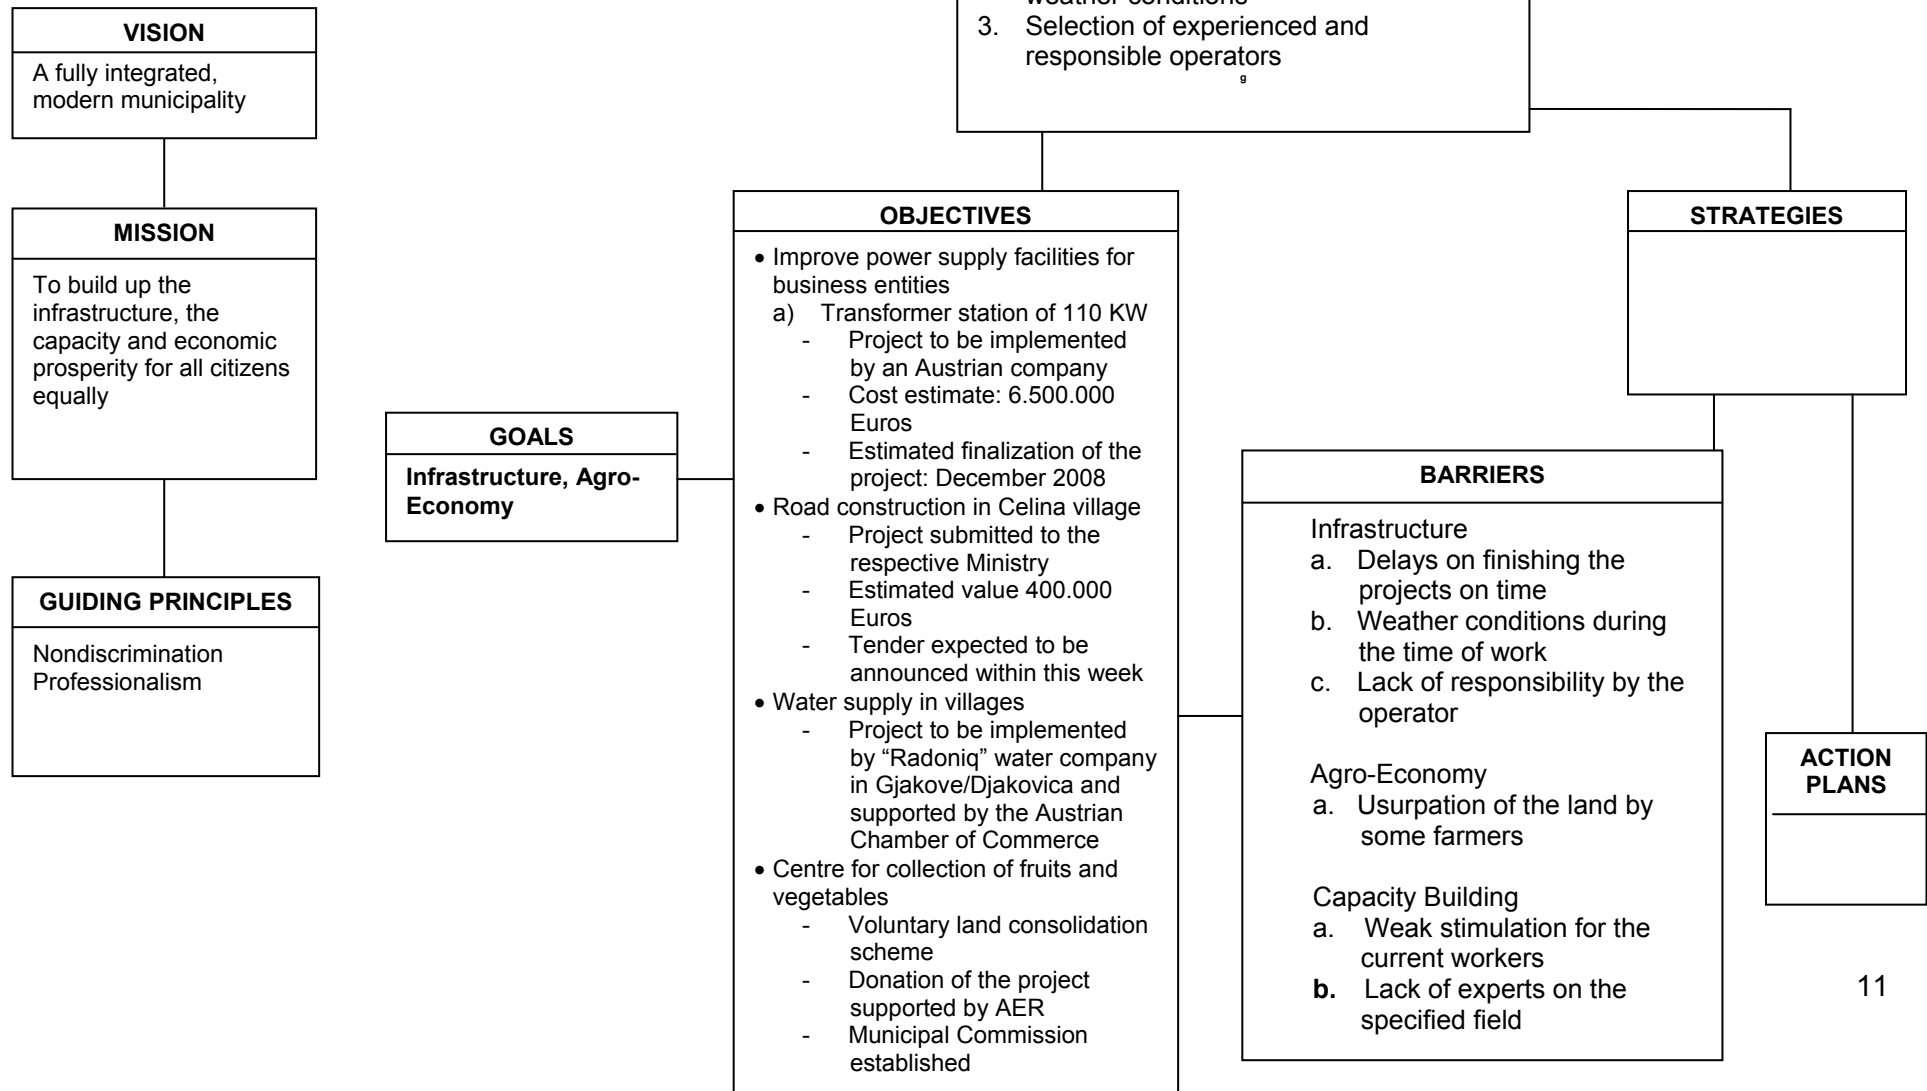 weather conditions
3. Selection of experienced and
responsible operators
g
VISION
A fully integrated,
modern municipality
MISSION
To build up the
infrastructure, the
capacity and economic
prosperity for all citizens
equally
GUIDING PRINCIPLES
Nondiscrimination
Professionalism
GOALS
Infrastructure, Agro-
Economy
OBJECTIVES
• Improve power supply facilities for
business entities
a) Transformer station of 110 KW
- Project to be implemented
by an Austrian company
- Cost estimate: 6.500.000
Euros
- Estimated finalization of the
project: December 2008
• Road construction in Celina village
- Project submitted to the
respective Ministry
- Estimated value 400.000
Euros
- Tender expected to be
announced within this week
• Water supply in villages
- Project to be implemented
by “Radoniq” water company
in Gjakove/Djakovica and
supported by the Austrian
Chamber of Commerce
• Centre for collection of fruits and
vegetables
- Voluntary land consolidation
scheme
- Donation of the project
supported by AER
- Municipal Commission
established
STRATEGIES
BARRIERS
Infrastructure
a. Delays on finishing the
projects on time
b. Weather conditions during
the time of work
c. Lack of responsibility by the
operator
Agro-Economy
a. Usurpation of the land by
some farmers
Capacity Building
a. Weak stimulation for the
current workers
b. Lack of experts on the
specified field
ACTION
PLANS
11